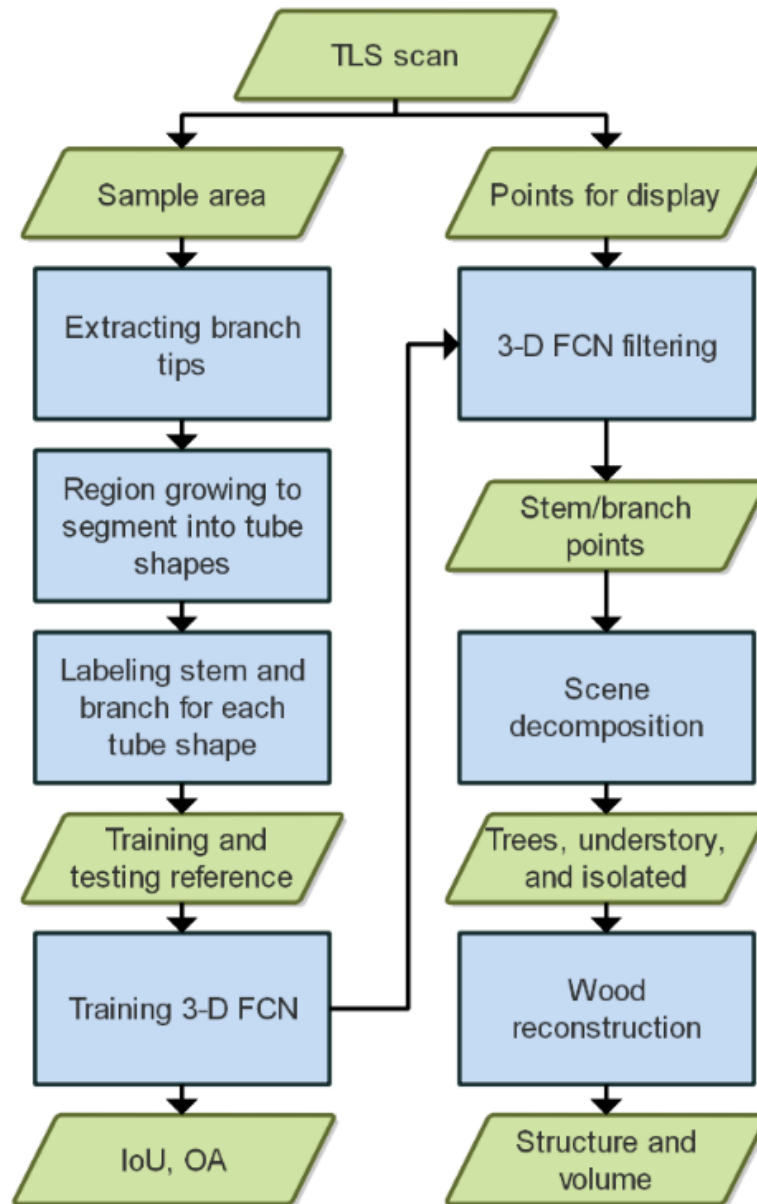 TLS scan
Sample area
Extracting branch
tips
Region growing to
segment into tube
shapes
Labeling stem and
branch for each
tube shape
Training and
testing reference
Training 3-D FCN
IoU, OA
Points for display
3-D FCN filtering
Stem/branch
points
Scene
decomposition
Trees, understory,
and isolated
Wood
reconstruction
Structure and
volume